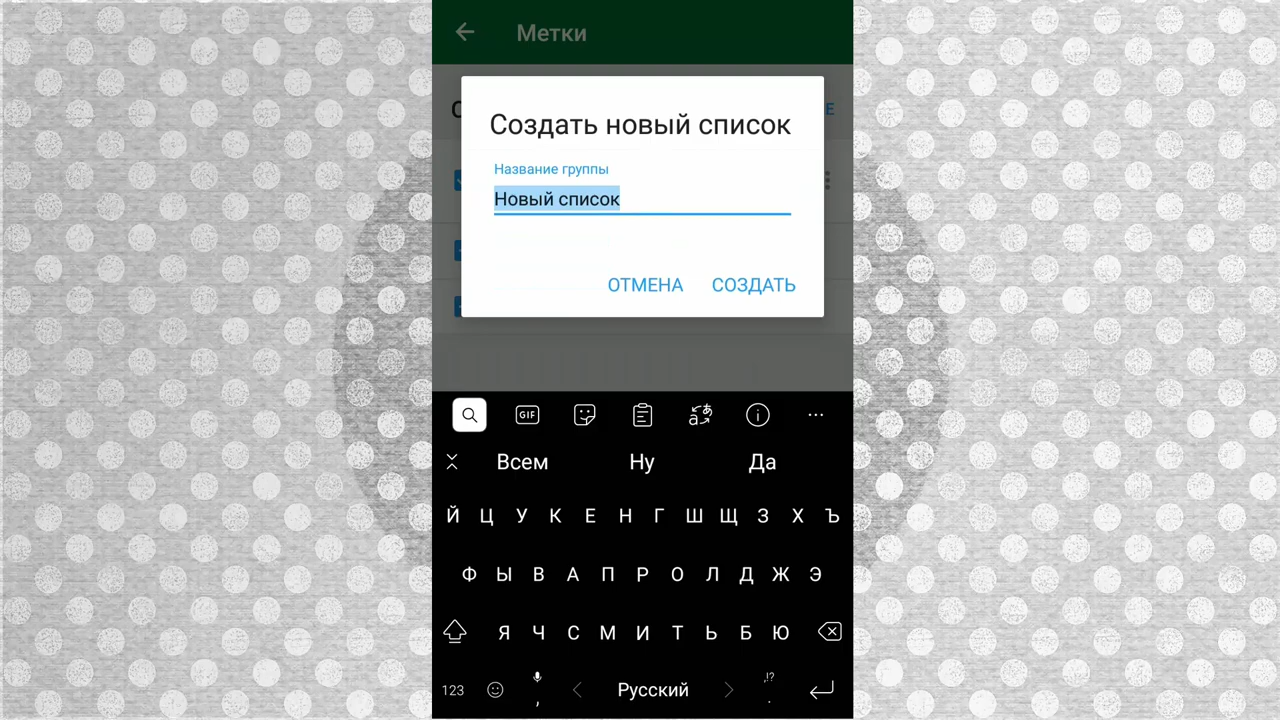 Метки
С
Е
Создать новый список
Название группы
Новый список
ОТМЕНА СОЗДАТЬ
GIF
Всем Ну Да
Й Ц У К Е Н Г Ш Щ З Х Ъ
Ф Ы В А П Р О Л Д Ж Э
Я Ч С М И Т Ь Б Ю
123 , Русский ,!? .